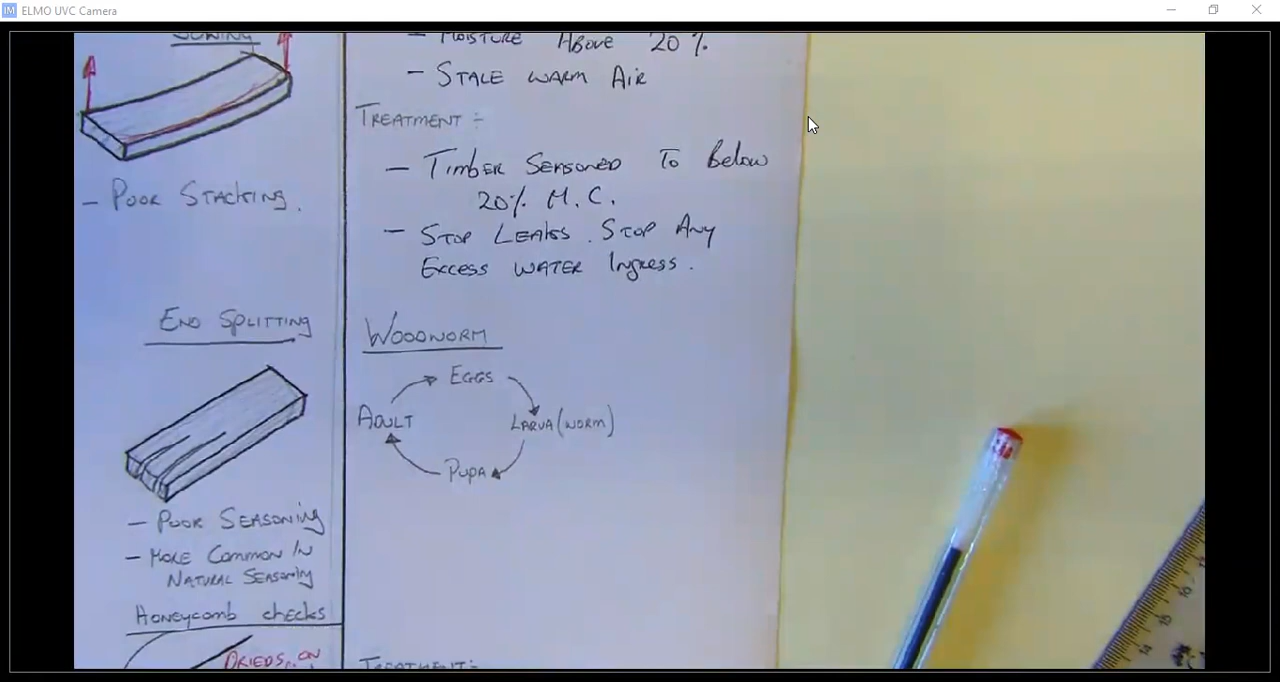 ELMO UVC Camera
BOWING
- POOR STACKING.
END SPLITTING
- POOR SEASONING
- MORE COMMON IN
NATURAL SEASONING
Honeycomb checks
- MOISTURE ABOVE 20%
- STALE WARM AIR
TREATMENT :-
- TIMBER SEASONED TO BELOW
20% M.C.
- STOP LEAKS. STOP ANY
EXCESS WATER INGRESS.
WOODWORM
EGGS
ADULT
LARVA (WORM)
PUPA
TREATMENT:-